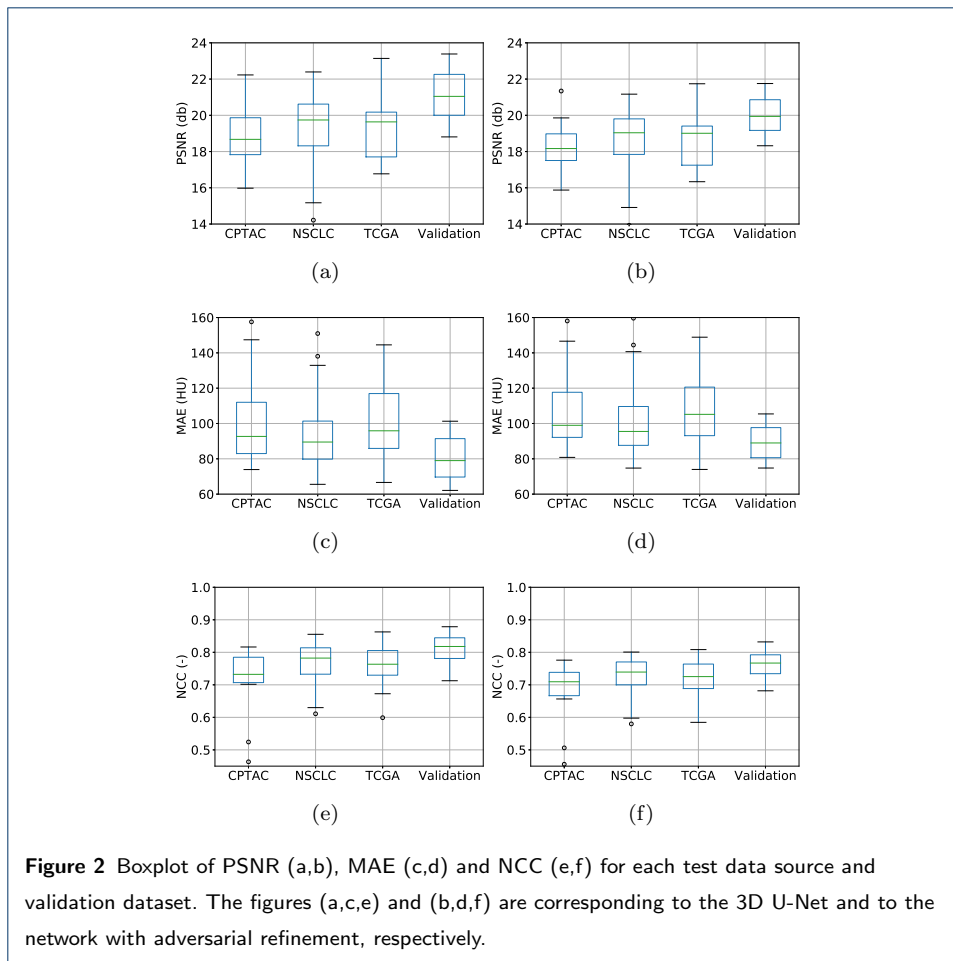 24
22
20
18
16
14
PSNR (db)
CPTAC NSCLC TCGA Validation
(a)
24
22
20
18
16
14
PSNR (db)
CPTAC NSCLC TCGA Validation
(b)
160
140
120
100
80
60
MAE (HU)
CPTAC NSCLC TCGA Validation
(c)
160
140
120
100
80
60
MAE (HU)
CPTAC NSCLC TCGA Validation
(d)
1.0
0.9
0.8
0.7
0.6
0.5
NCC (-)
CPTAC NSCLC TCGA Validation
(e)
1.0
0.9
0.8
0.7
0.6
0.5
NCC (-)
CPTAC NSCLC TCGA Validation
(f)
Figure 2 Boxplot of PSNR (a,b), MAE (c,d) and NCC (e,f) for each test data source and
validation dataset. The figures (a,c,e) and (b,d,f) are corresponding to the 3D U-Net and to the
network with adversarial refinement, respectively.